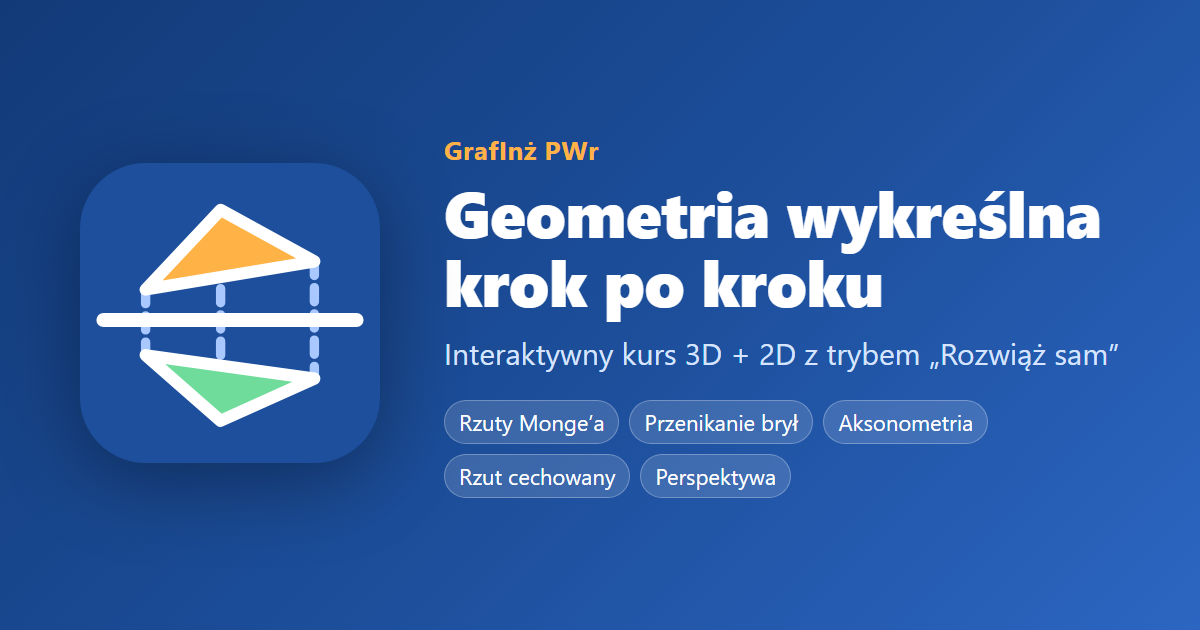 GrafInż PWr
Geometria wykreślna
krok po kroku
Interaktywny kurs 3D + 2D z trybem „Rozwiąż sam”
Rzuty Monge’a
Przenikanie brył
Aksonometria
Rzut cechowany
Perspektywa